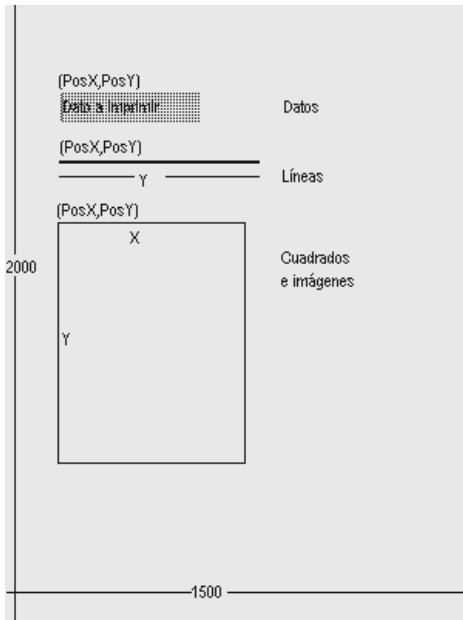 (PosX,PosY)
Dato a Imprimir
Datos
(PosX,PosY)
Y
Líneas
(PosX,PosY)
X
Cuadrados
e imágenes
2000
Y
1500